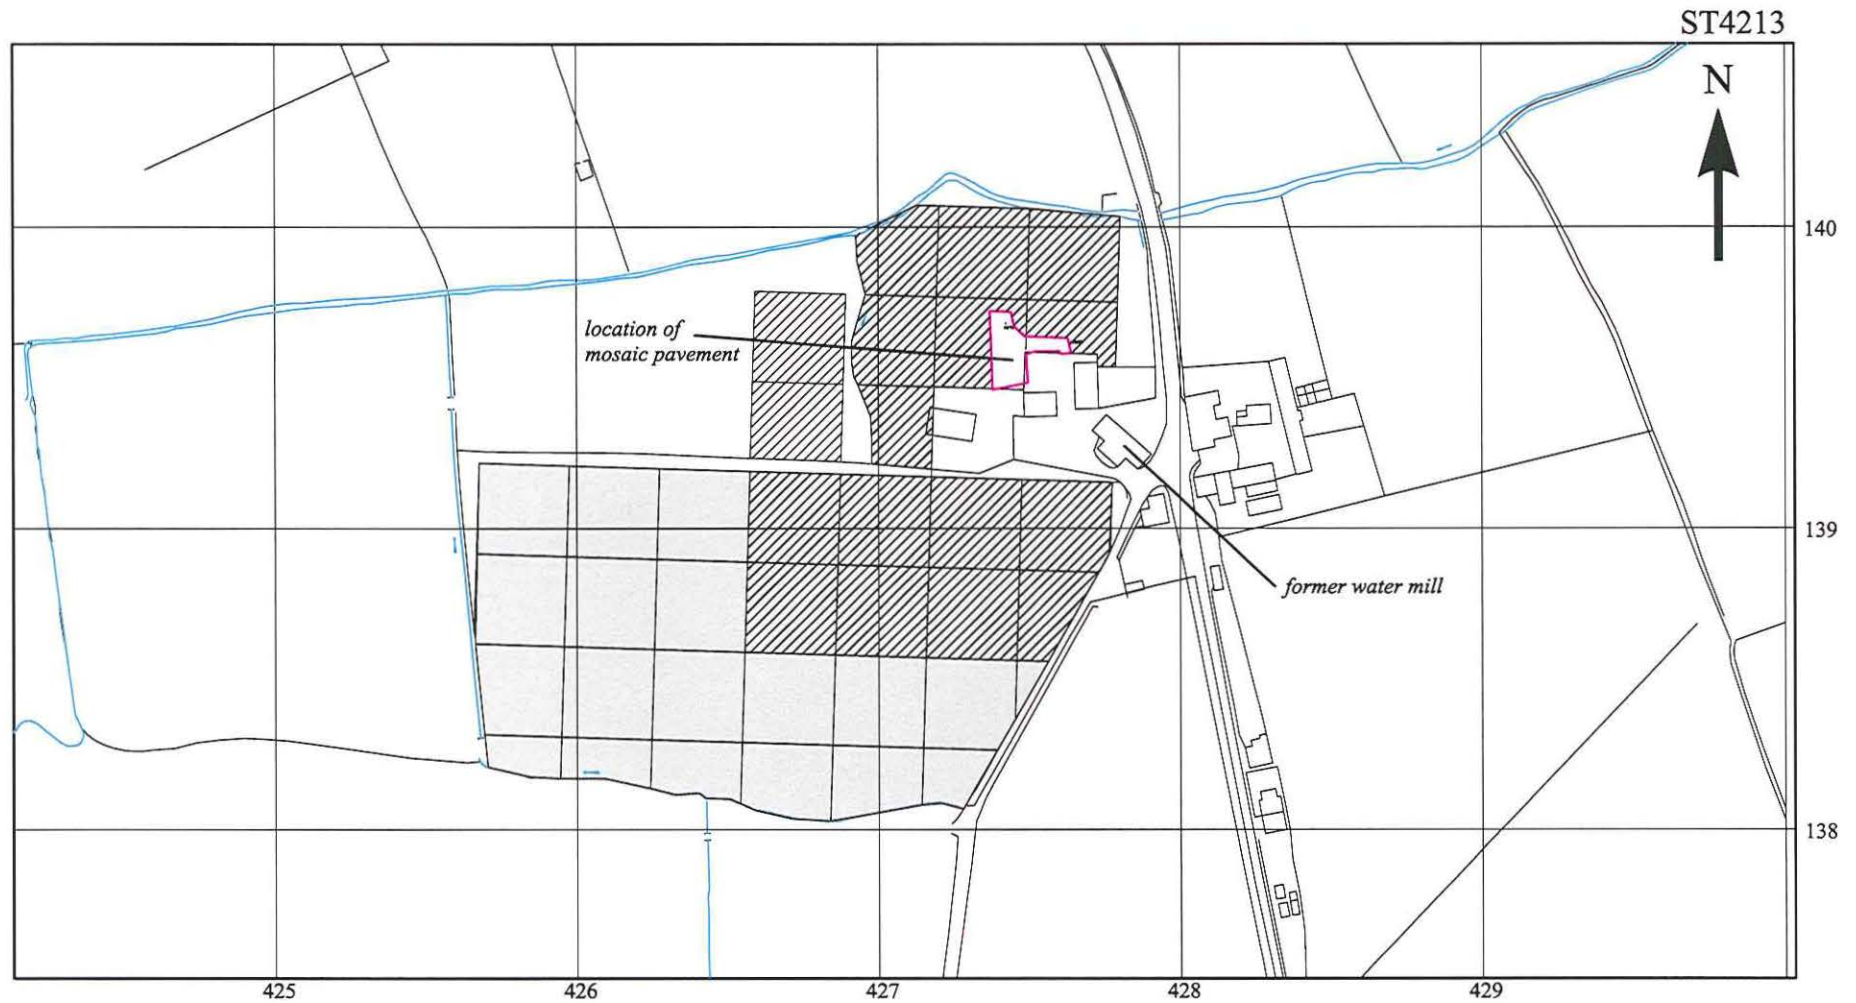 ST4213
N
140
location of
mosaic pavement
139
former water mill
138
425
426
427
428
429